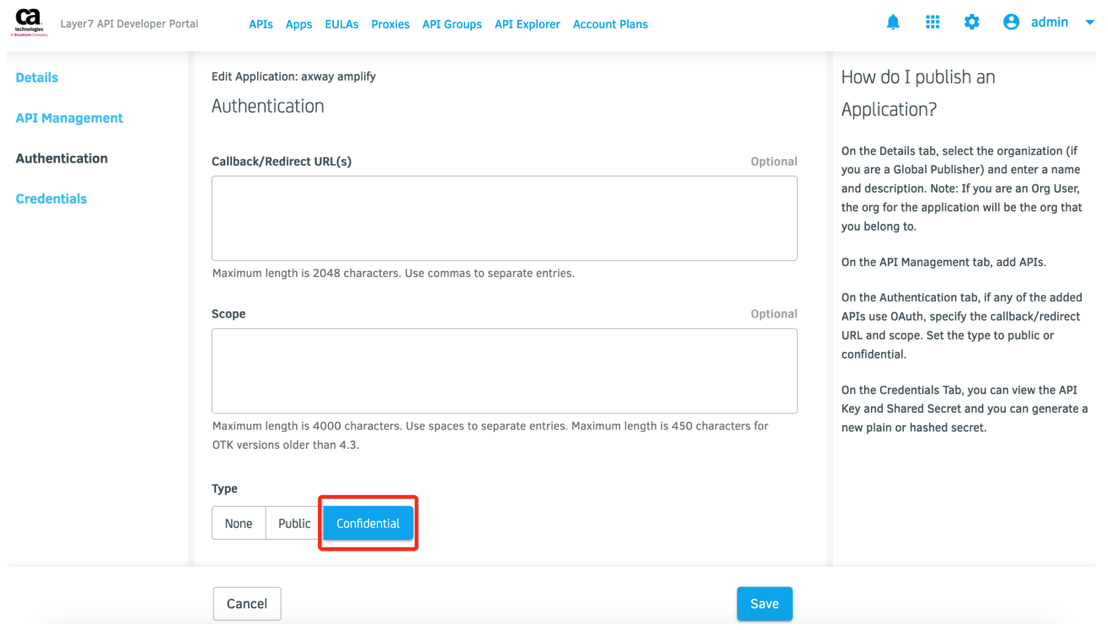 ca
technologies
A Broadcom Company
Layer7 API Developer Portal
APIs
Apps
EULAs
Proxies
API Groups
API Explorer
Account Plans
admin
Details
API Management
Authentication
Credentials
Edit Application: axway amplify
Authentication
Callback/Redirect URL(s)
Optional
Maximum length is 2048 characters. Use commas to separate entries.
Scope
Optional
Maximum length is 4000 characters. Use spaces to separate entries. Maximum length is 450 characters for
OTK versions older than 4.3.
Type
None
Public
Confidential
Cancel
Save
How do I publish an
Application?
On the Details tab, select the organization (if
you are a Global Publisher) and enter a name
and description. Note: If you are an Org User,
the org for the application will be the org that
you belong to.
On the API Management tab, add APIs.
On the Authentication tab, if any of the added
APIs use OAuth, specify the callback/redirect
URL and scope. Set the type to public or
confidential.
On the Credentials Tab, you can view the API
Key and Shared Secret and you can generate a
new plain or hashed secret.